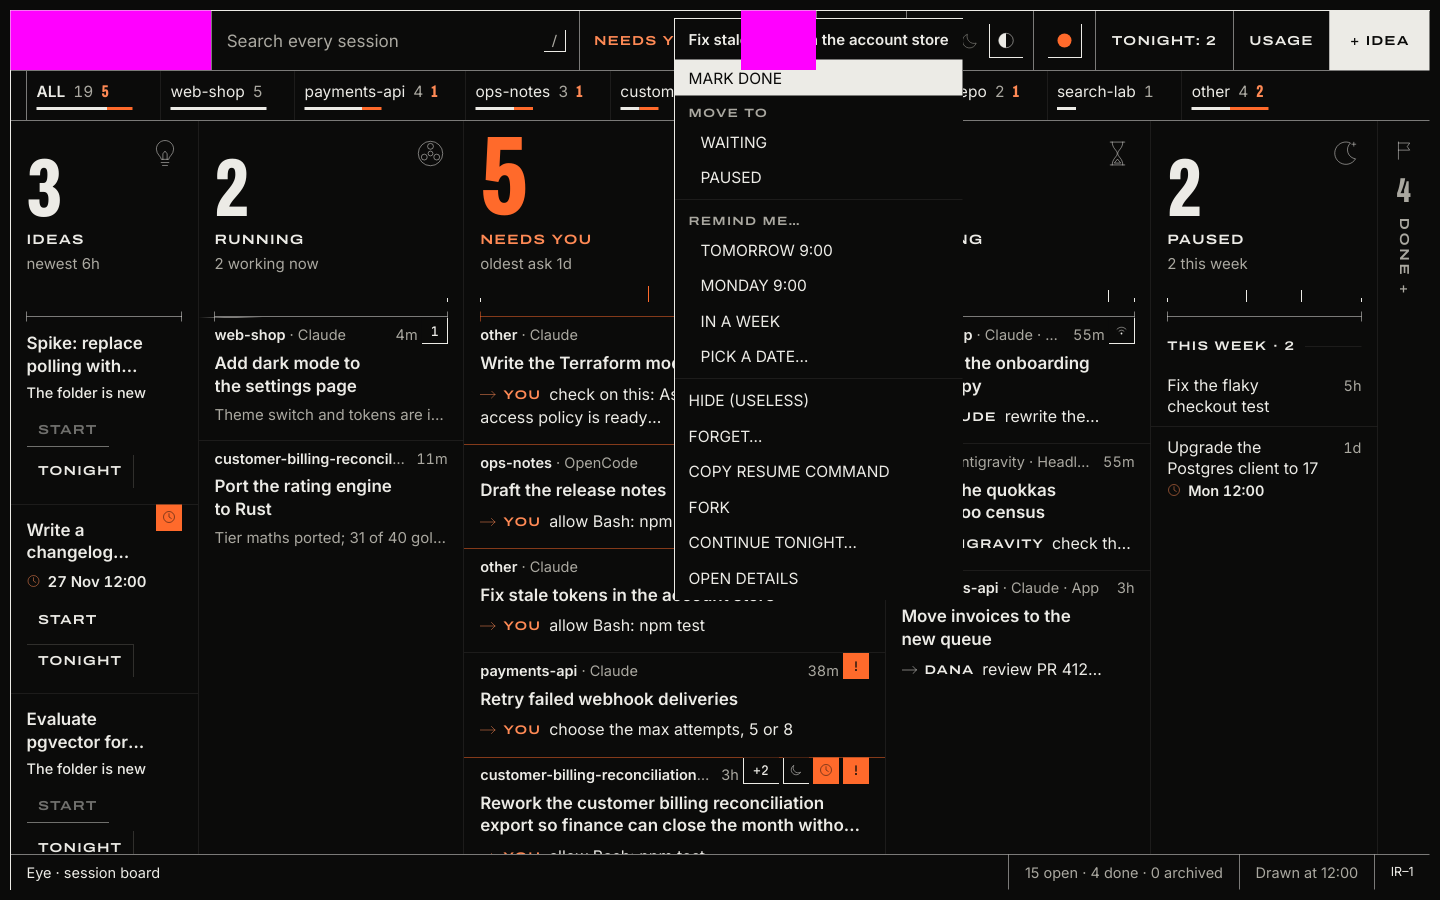 Search every session
/
NEEDS Y
TONIGHT: 2
USAGE
+ IDEA
ALL 19 5
web-shop 5
payments-api 4 1
ops-notes 3 1
custom
epo 2 1
search-lab 1
other 4 2
Fix stale the account store
MARK DONE
MOVE TO
WAITING
PAUSED
REMIND ME...
TOMORROW 9:00
MONDAY 9:00
IN A WEEK
PICK A DATE...
HIDE (USELESS)
FORGET...
COPY RESUME COMMAND
FORK
CONTINUE TONIGHT...
OPEN DETAILS
3
IDEAS
newest 6h
Spike: replace
polling with...
The folder is new
START
TONIGHT
Write a
changelog...
27 Nov 12:00
START
TONIGHT
Evaluate
pgvector for...
The folder is new
START
TONIGHT
2
RUNNING
2 working now
web-shop · Claude 4m 1
Add dark mode to
the settings page
Theme switch and tokens are i...
customer-billing-reconcil... 11m
Port the rating engine
to Rust
Tier maths ported; 31 of 40 gol...
5
NEEDS YOU
oldest ask 1d
other · Claude
Write the Terraform mod
→ YOU check on this: As
access policy is ready...
ops-notes · OpenCode
Draft the release notes
→ YOU allow Bash: npm
other · Claude
Fix stale tokens in the account store
→ YOU allow Bash: npm test
payments-api · Claude 38m !
Retry failed webhook deliveries
→ YOU choose the max attempts, 5 or 8
customer-billing-reconciliation... 3h +2 !
Rework the customer billing reconciliation
export so finance can close the month witho...
→ YOU allow Bash: npm test
NG
p · Claude · ... 55m
the onboarding
py
UDE rewrite the...
ntigravity · Headl... 55m
he quokkas
oo census
IGRAVITY check th...
s-api · Claude · App 3h
Move invoices to the
new queue
→ DANA review PR 412...
2
PAUSED
2 this week
THIS WEEK · 2
Fix the flaky 5h
checkout test
Upgrade the 1d
Postgres client to 17
Mon 12:00
4
DONE +
Eye · session board
15 open · 4 done · 0 archived
Drawn at 12:00
IR–1